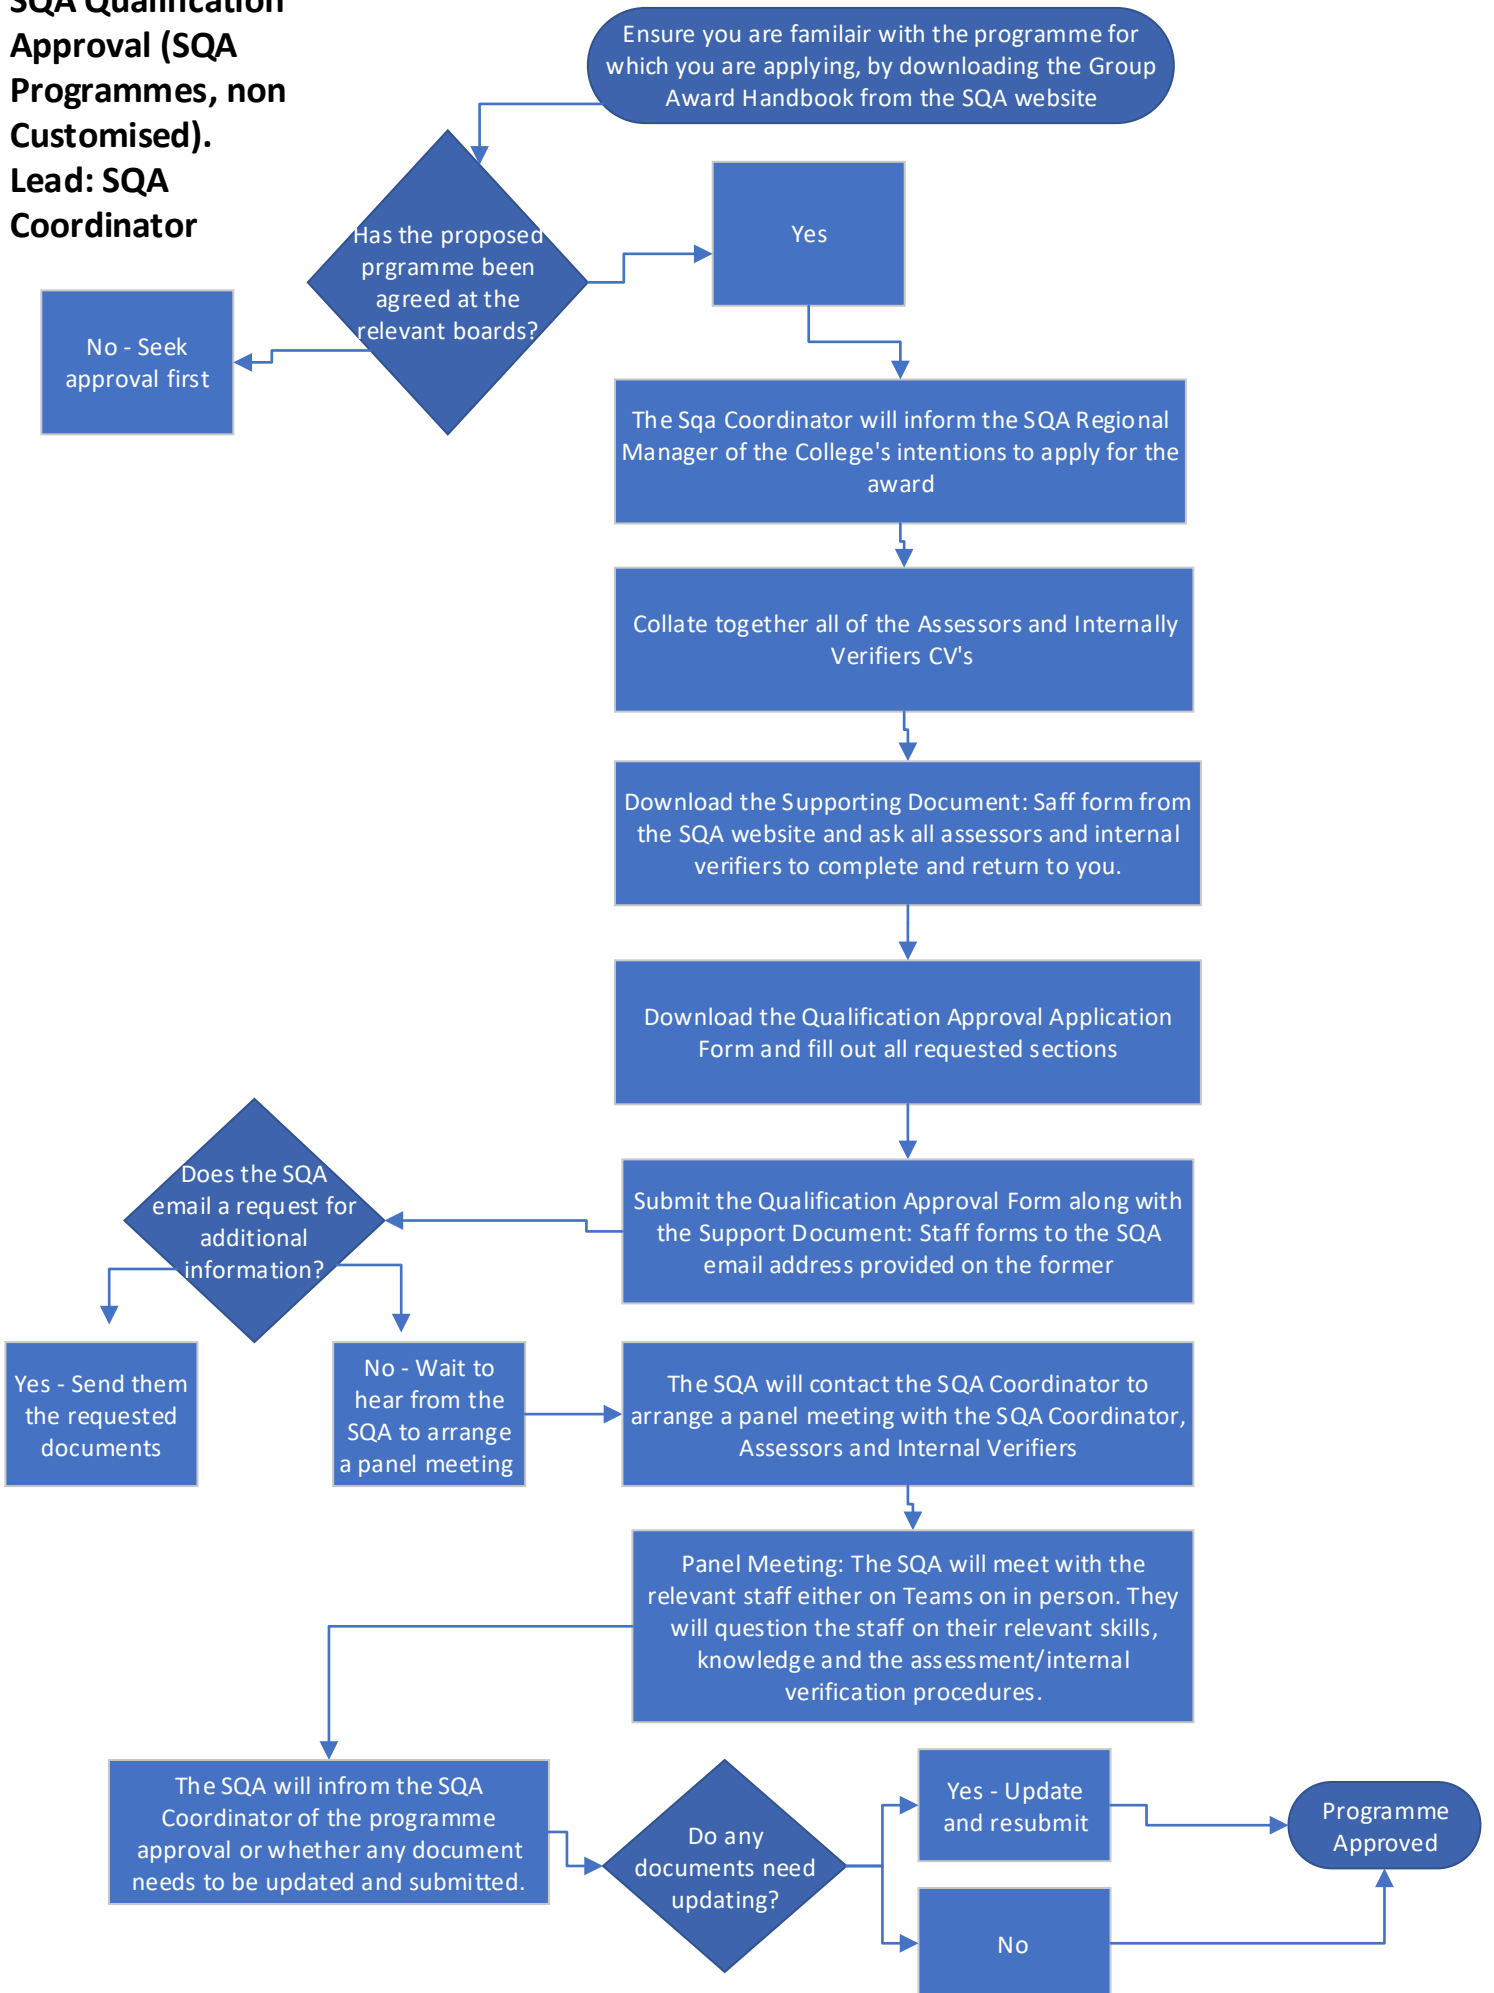 SQA Qualification
Approval (SQA
Programmes, non
Customised).
Lead: SQA
Coordinator
Ensure you are familair with the programme for
which you are applying, by downloading the Group
Award Handbook from the SQA website
Has the proposed
prgramme been
agreed at the
relevant boards?
Yes
No - Seek
approval first
The Sqa Coordinator will inform the SQA Regional
Manager of the College's intentions to apply for the
award
Collate together all of the Assessors and Internally
Verifiers CV's
Download the Supporting Document: Saff form from
the SQA website and ask all assessors and internal
verifiers to complete and return to you.
Download the Qualification Approval Application
Form and fill out all requested sections
Submit the Qualification Approval Form along with
the Support Document: Staff forms to the SQA
email address provided on the former
Does the SQA
email a request for
additional
information?
Yes - Send them
the requested
documents
No - Wait to
hear from the
SQA to arrange
a panel meeting
The SQA will contact the SQA Coordinator to
arrange a panel meeting with the SQA Coordinator,
Assessors and Internal Verifiers
Panel Meeting: The SQA will meet with the
relevant staff either on Teams on in person. They
will question the staff on their relevant skills,
knowledge and the assessment/internal
verification procedures.
The SQA will infrom the SQA
Coordinator of the programme
approval or whether any document
needs to be updated and submitted.
Do any
documents need
updating?
Yes - Update
and resubmit
No
Programme
Approved